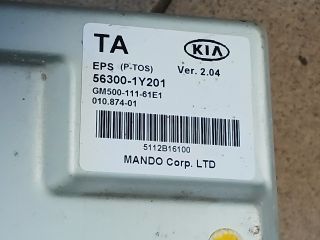 TA
KIA
EPS (P-TOS) Ver. 2.04
56300-1Y201
GM500-111-61E1
010.874-01
5112B16100
MANDO Corp. LTD